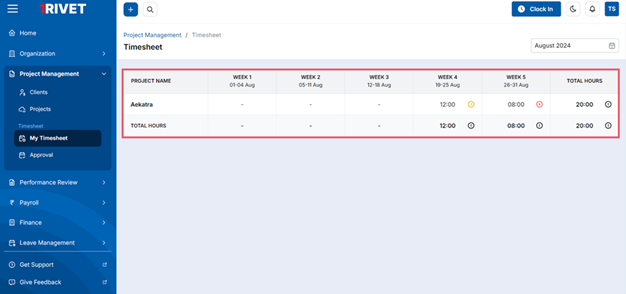 1RIVET
Clock In
TS
Home
Organization
Project Management
Clients
Projects
Timesheet
My Timesheet
Approval
Performance Review
Payroll
Finance
Leave Management
Get Support
Give Feedback
Project Management / Timesheet
Timesheet
August 2024
PROJECT NAME WEEK 1 WEEK 2 WEEK 3 WEEK 4 WEEK 5 TOTAL HOURS
01-04 Aug 05-11 Aug 12-18 Aug 19-25 Aug 26-31 Aug
Aekatra - - - 12:00 08:00 20:00
TOTAL HOURS - - - 12:00 08:00 20:00